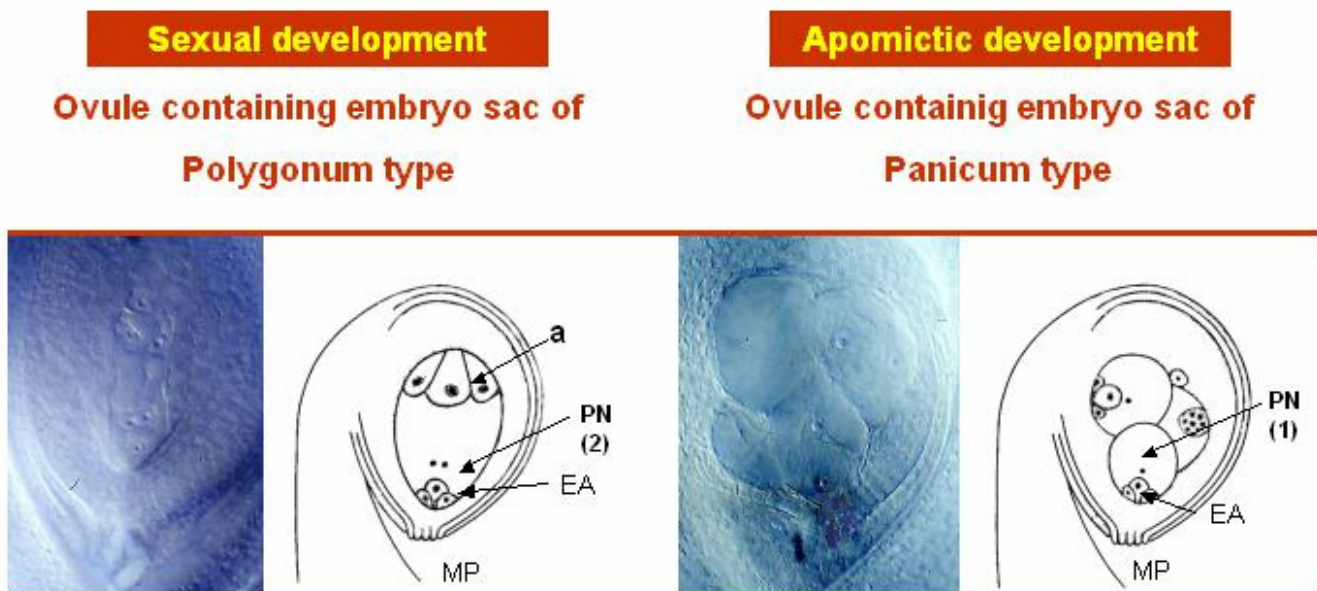 Sexual development
Ovule containing embryo sac of
Polygonum type
a
PN
(2)
EA
MP
Apomictic development
Ovule containig embryo sac of
Panicum type
PN
(1)
EA
MP